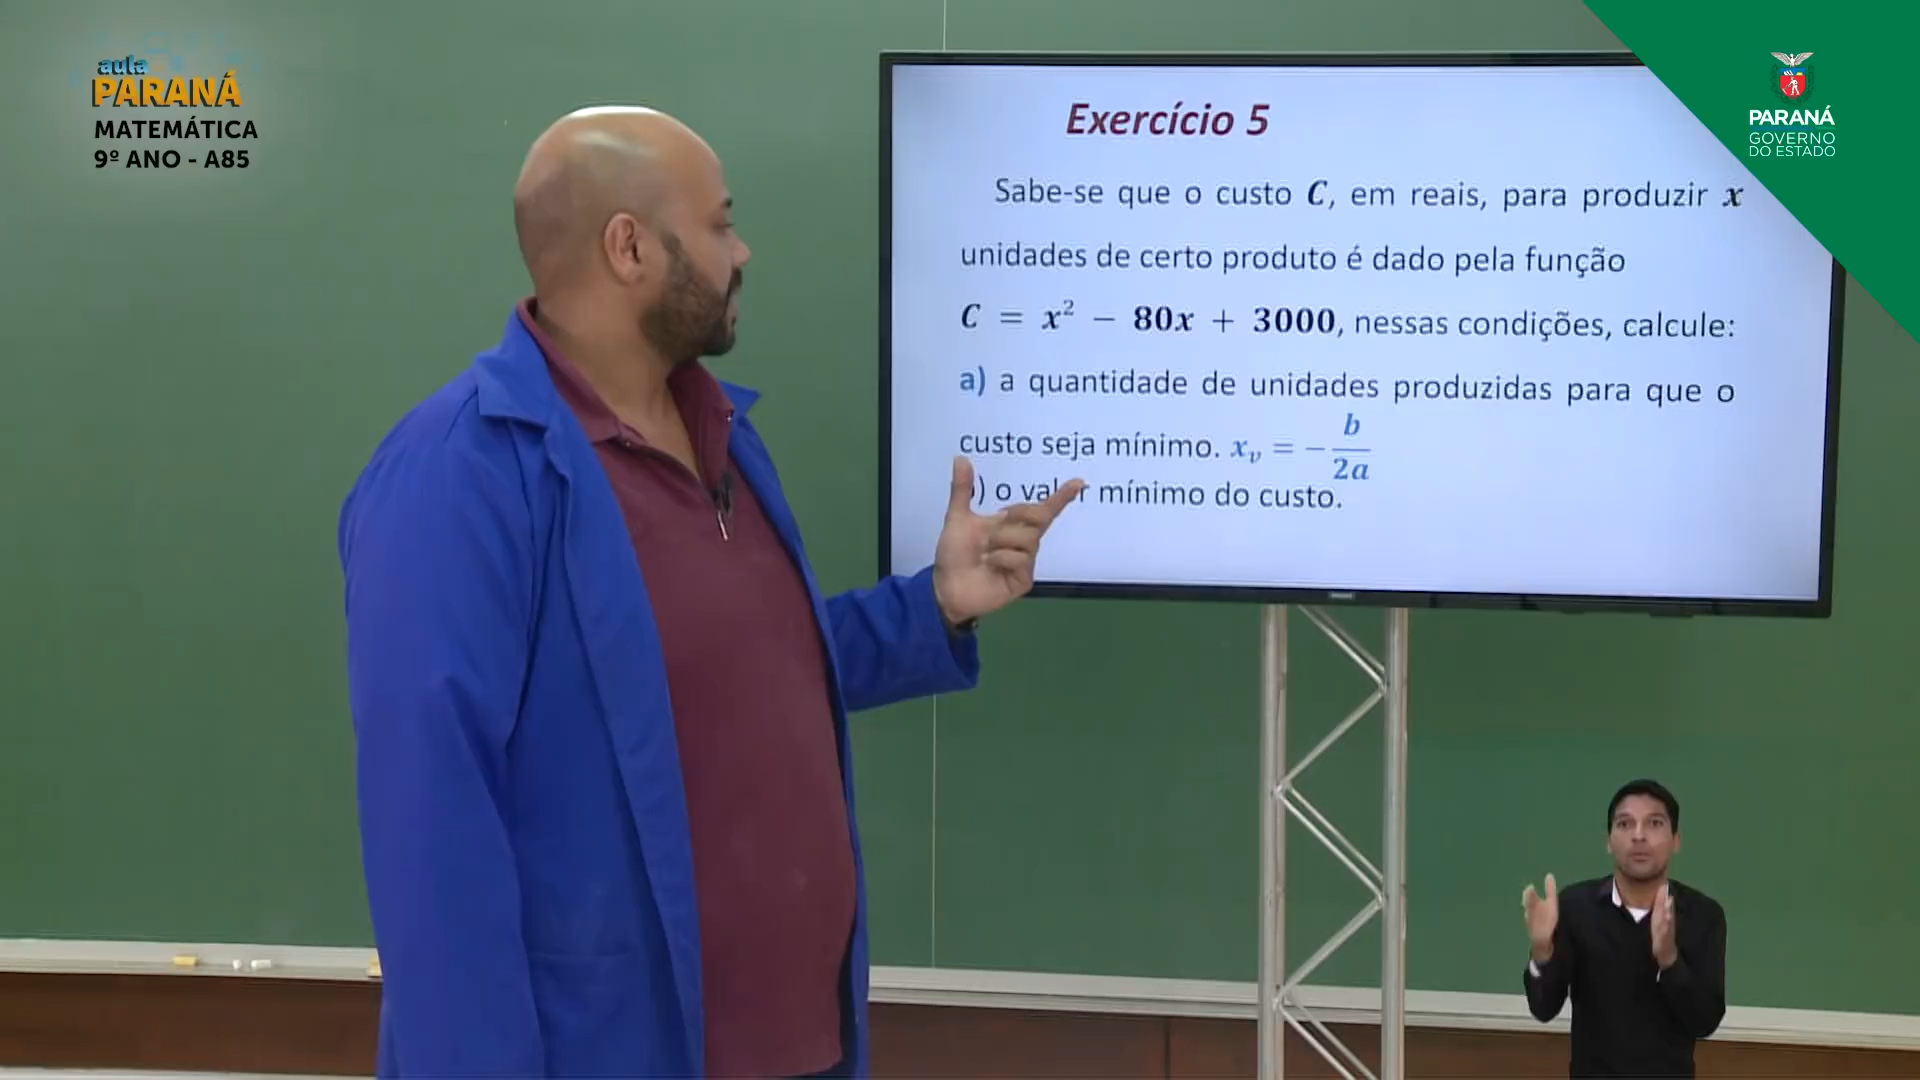 aula
PARANÁ
MATEMÁTICA
9º ANO - A85
Exercício 5
Sabe-se que o custo C, em reais, para produzir x
unidades de certo produto é dado pela função
C = x² − 80x + 3000, nessas condições, calcule:
a) a quantidade de unidades produzidas para que o
custo seja mínimo. xᵥ = − b/2a
) o valor mínimo do custo.
PARANÁ
GOVERNO
DO ESTADO